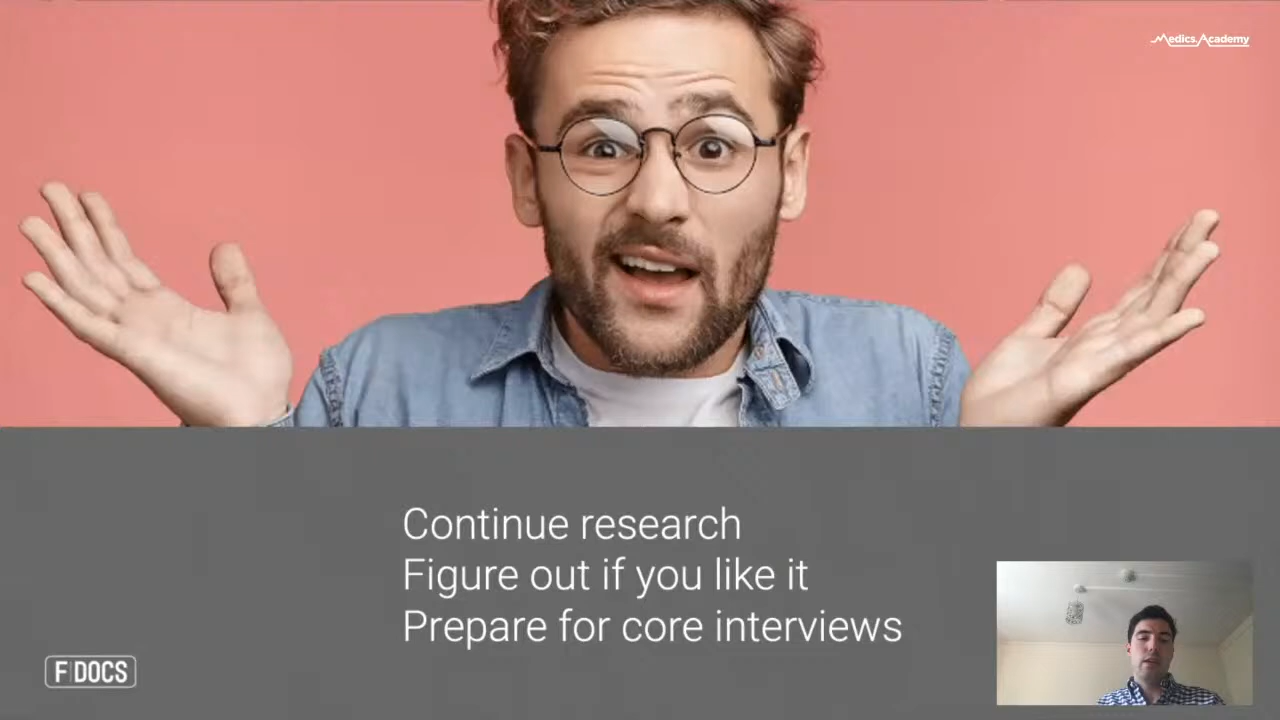 Medics.Academy
Continue research
Figure out if you like it
Prepare for core interviews
F DOCS